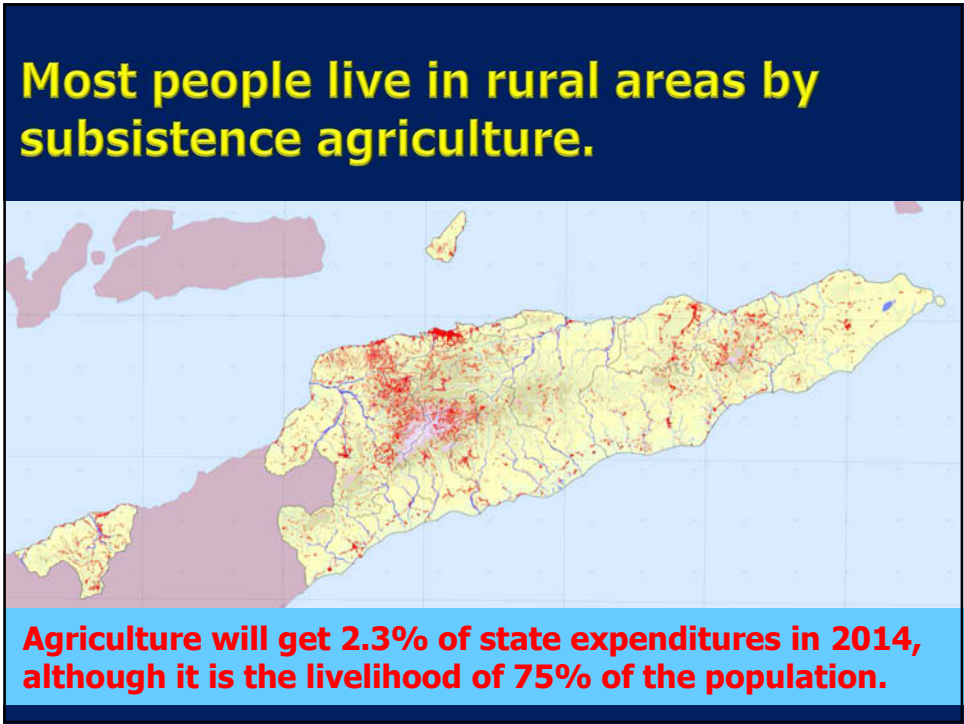 Most people live in rural areas by
subsistence agriculture.
Agriculture will get 2.3% of state expenditures in 2014,
although it is the livelihood of 75% of the population.